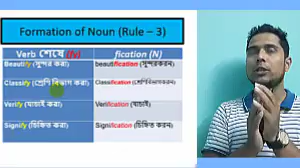 Formation of Noun (Rule – 3)
Verb শেষে (fy) fication (N)
Beautify (সুন্দর করা) beautification (সুন্দরকরন)
Classify (শ্রেণি বিভাগ করা) Classification (শ্রেণিবিভাগকরন)
Verify (যাচাই করা) Verification (যাচাই)
Signify (চিহ্নিত করা) Signification (চিহ্নিত করন)